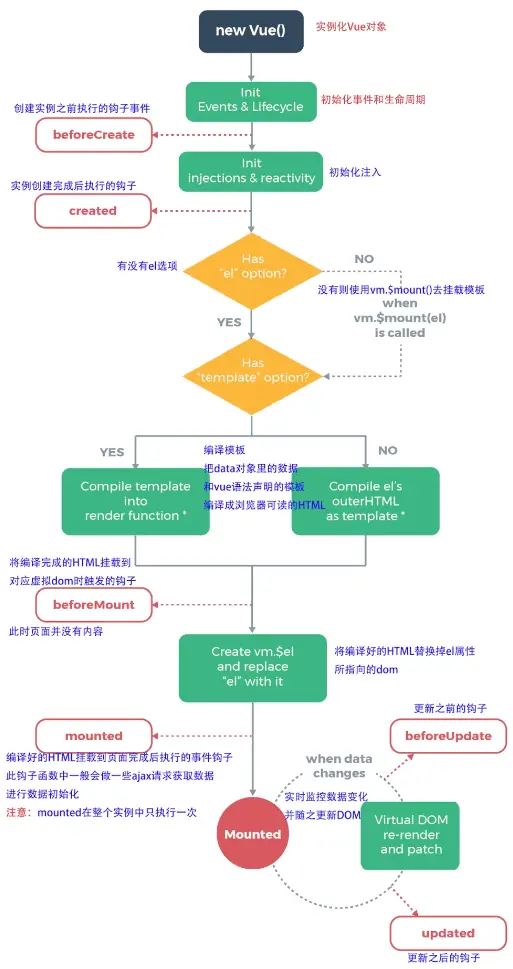 new Vue()
实例化Vue对象
Init
Events & Lifecycle
初始化事件和生命周期
创建实例之前执行的钩子事件
beforeCreate
Init
injections & reactivity
初始化注入
实例创建完成后执行的钩子
created
Has
"el" option?
有没有el选项
NO
没有则使用vm.$mount()去挂载模板
when
vm.$mount(el)
is called
YES
Has
"template" option?
YES
NO
编译模板
把data对象里的数据
和vue语法声明的模板
编译成浏览器可读的HTML
Compile template
into
render function *
Compile el's
outerHTML
as template *
将编译完成的HTML挂载到
对应虚拟dom时触发的钩子
beforeMount
此时页面并没有内容
Create vm.$el
and replace
"el" with it
将编译好的HTML替换掉el属性
所指向的dom
mounted
编译好的HTML挂载到页面完成后执行的事件钩子
此钩子函数中一般会做一些ajax请求获取数据
进行数据初始化
注意：mounted在整个实例中只执行一次
更新之前的钩子
beforeUpdate
when data
changes
实时监控数据变化
并随之更新DOM
Mounted
Virtual DOM
re-render
and patch
updated
更新之后的钩子